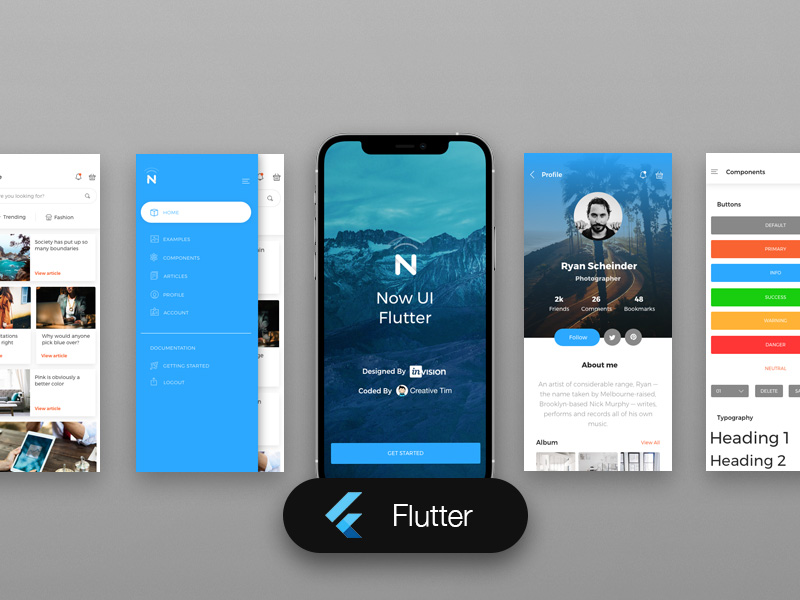 re you looking for?
Trending
Fashion
Society has put up so
many boundaries
View article
right
Why would anyone
pick blue over?
View article
Pink is obviously a
better color
View article
N
HOME
EXAMPLES
COMPONENTS
ARTICLES
PROFILE
ACCOUNT
DOCUMENTATION
GETTING STARTED
LOGOUT
N
Now UI
Flutter
Designed By invision
Coded By Creative Tim
GET STARTED
Flutter
Profile
Ryan Scheinder
Photographer
2k 26 48
Friends Comments Bookmarks
Follow
About me
An artist of considerable range, Ryan —
the name taken by Melbourne-raised,
Brooklyn-based Nick Murphy — writes,
performs and records all of his own
music.
Album View All
Components
Buttons
DEFAULT
PRIMARY
INFO
SUCCESS
WARNING
DANGER
NEUTRAL
DELETE
Typography
Heading 1
Heading 2